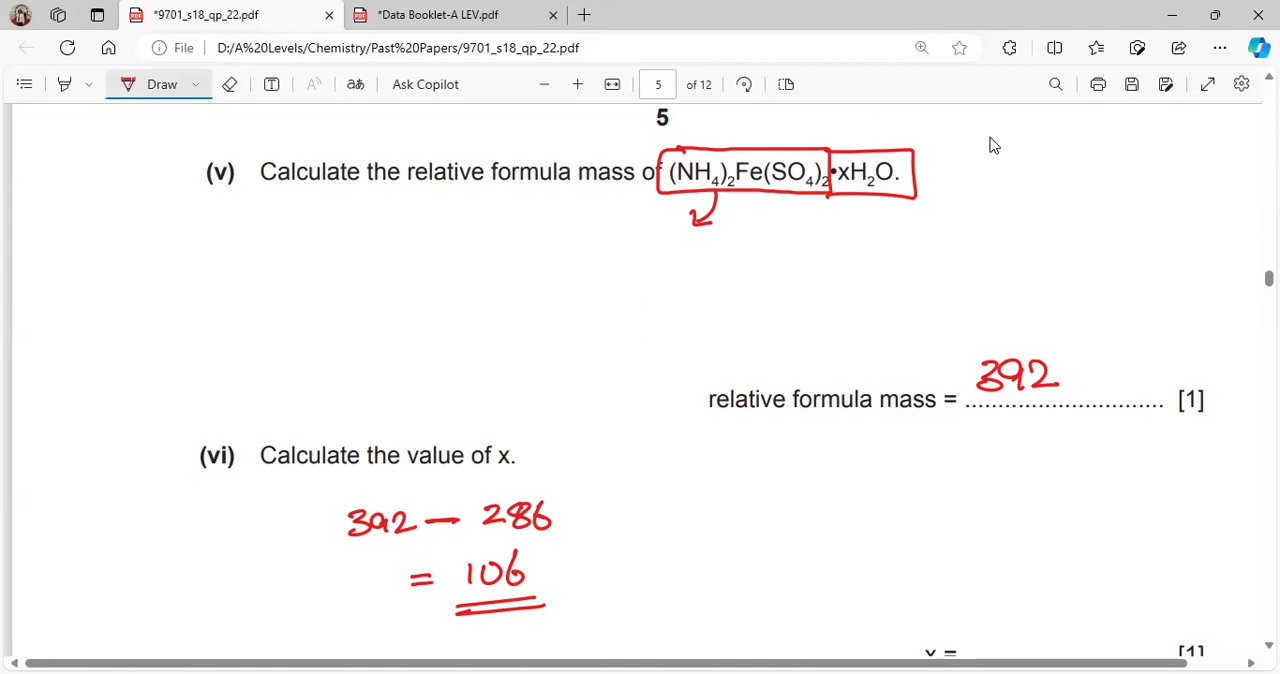 *9701_s18_qp_22.pdf
*Data Booklet-A LEV.pdf
File D:/A%20Levels/Chemistry/Past%20Papers/9701_s18_qp_22.pdf
Draw aあ Ask Copilot 5 of 12
5
(v) Calculate the relative formula mass of (NH₄)₂Fe(SO₄)₂•xH₂O.
392
relative formula mass = .............................. [1]
(vi) Calculate the value of x.
392 — 286
= 106
x = [1]